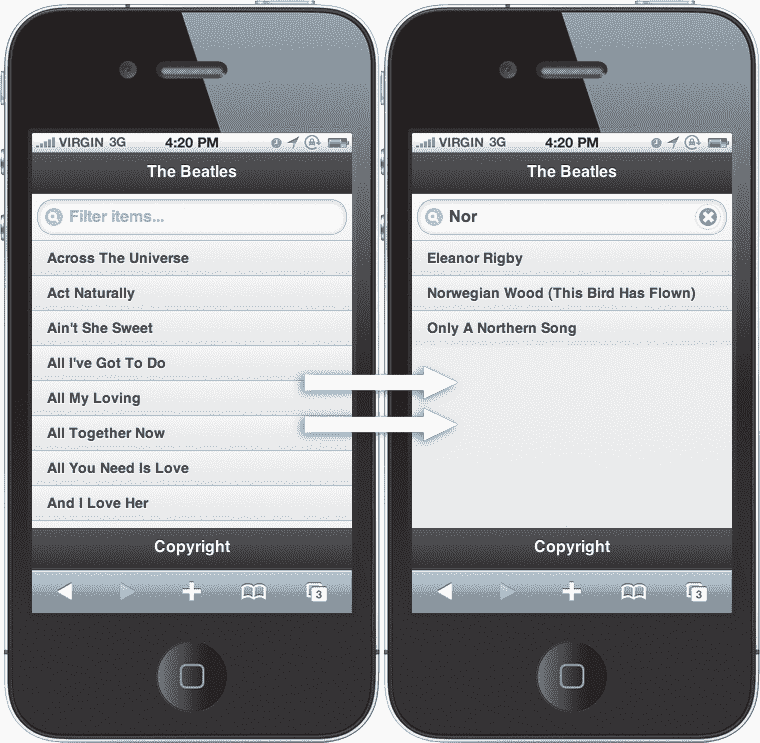 VIRGIN 3G 4:20 PM
The Beatles
Filter items...
Across The Universe
Act Naturally
Ain't She Sweet
All I've Got To Do
All My Loving
All Together Now
All You Need Is Love
And I Love Her
Copyright
3
VIRGIN 3G 4:20 PM
The Beatles
Nor
Eleanor Rigby
Norwegian Wood (This Bird Has Flown)
Only A Northern Song
Copyright
3